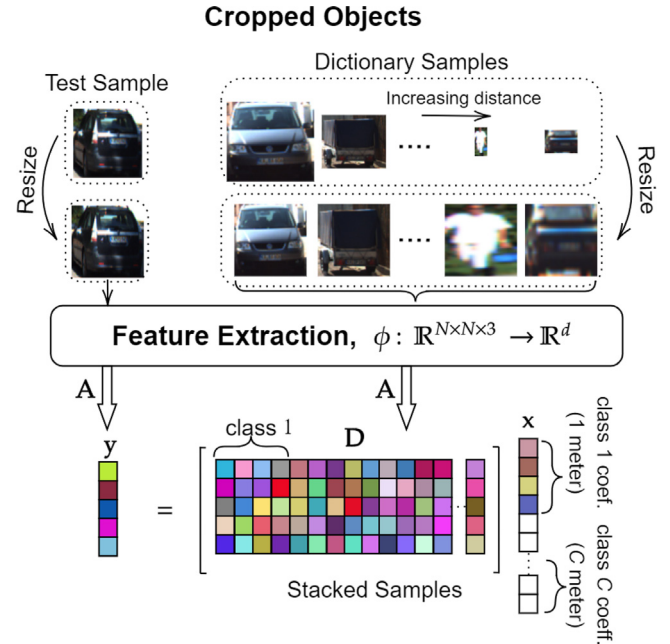 Cropped Objects
Test Sample
Dictionary Samples
Increasing distance
....
Resize
Resize
....
Feature Extraction, ϕ: ℝ^{N×N×3} → ℝ^d
A
A
y
class 1
D
x
class 1 coef.
(1 meter)
=
...
class C coeff.
(C meter)
Stacked Samples